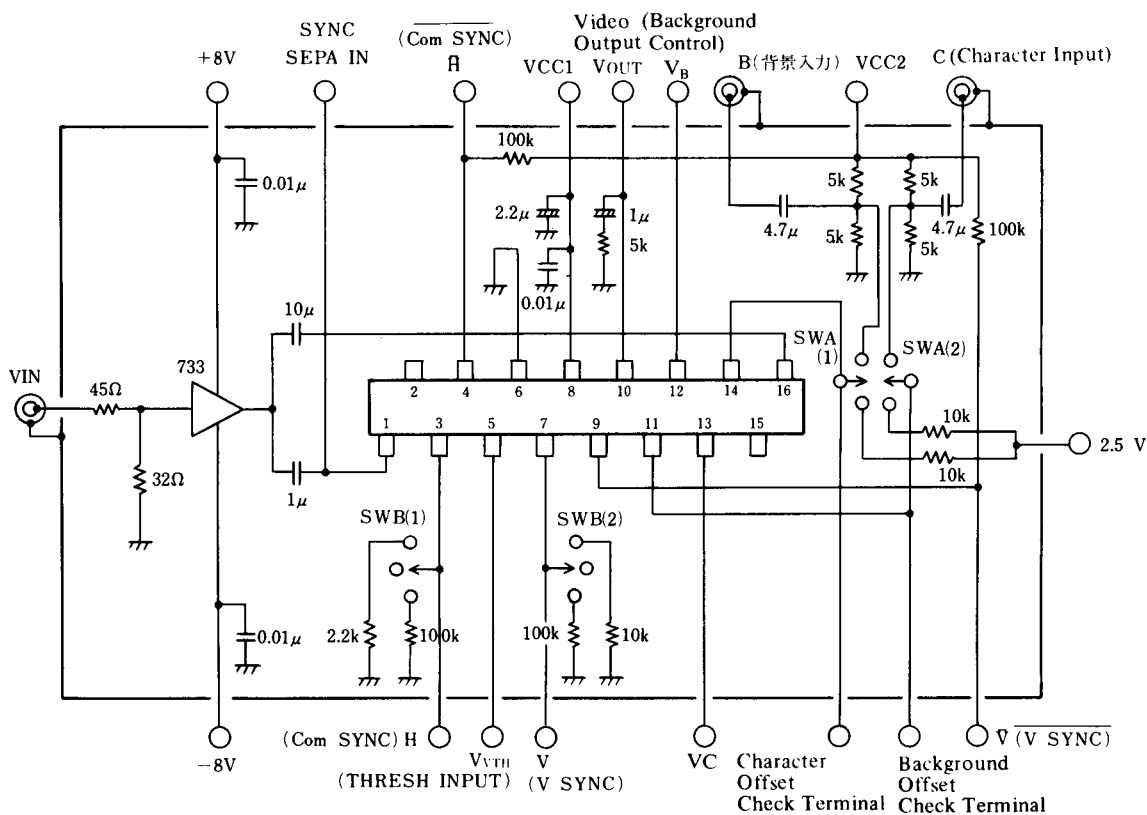 SYNC
SEPA IN
+8V
(Com SYNC)
H
VCC1
Video (Background
Output Control)
VOUT
VB
B(背景入力)
VCC2
C (Character Input)
100k
0.01μ
2.2μ
1μ
5k
0.01μ
5k
5k
4.7μ
4.7μ
5k
5k
100k
10μ
SWA
(1)
SWA(2)
733
VIN
45Ω
32Ω
1μ
2
4
6
8
10
12
14
16
1
3
5
7
9
11
13
15
10k
10k
2.5 V
SWB(1)
SWB(2)
2.2k
100k
100k
10k
0.01μ
-8V
(Com SYNC) H
VVTH
(THRESH INPUT)
V
(V SYNC)
VC
Character
Offset
Check Terminal
Background
Offset
Check Terminal
V̄ (V SYNC)